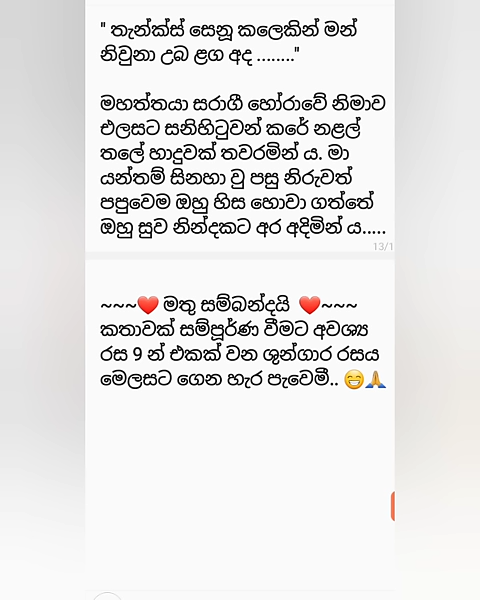 " තැන්ක්ස් සෙනූ කලෙකින් මන්
නිවුනා උබ ළග අද ........"
මහත්තයා සරාගී හෝරාවේ නිමාව
එලසට සනිහිටුවන් කරේ නළල්
තලේ හාදුවක් තවරමින් ය. මා
යන්තම් සිනහා වු පසු නිරුවත්
පපුවෙම ඔහු හිස හොවා ගත්තේ
ඔහු සුව නින්දකට අර අදිමින් ය.....
13/1
~~~❤️ මතු සම්බන්දයි ❤️~~~
කතාවක් සම්පූර්ණ වීමට අවශ්‍ය
රස 9 න් එකක් වන ශුන්ගාර රසය
මෙලසට ගෙන හැර පැවෙමී.. 😁🙏